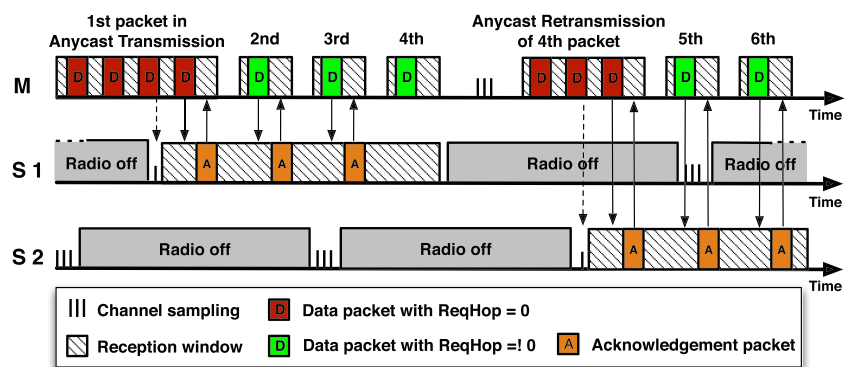 1st packet in
Anycast Transmission
2nd
3rd
4th
Anycast Retransmission
of 4th packet
5th
6th
M
D D D D D D D D D D D D
Time
S 1
Radio off
A A A
Radio off
Radio off
Time
S 2
Radio off
Radio off
A A A
Time
Channel sampling
D Data packet with ReqHop = 0
Reception window
D Data packet with ReqHop =! 0
A Acknowledgement packet